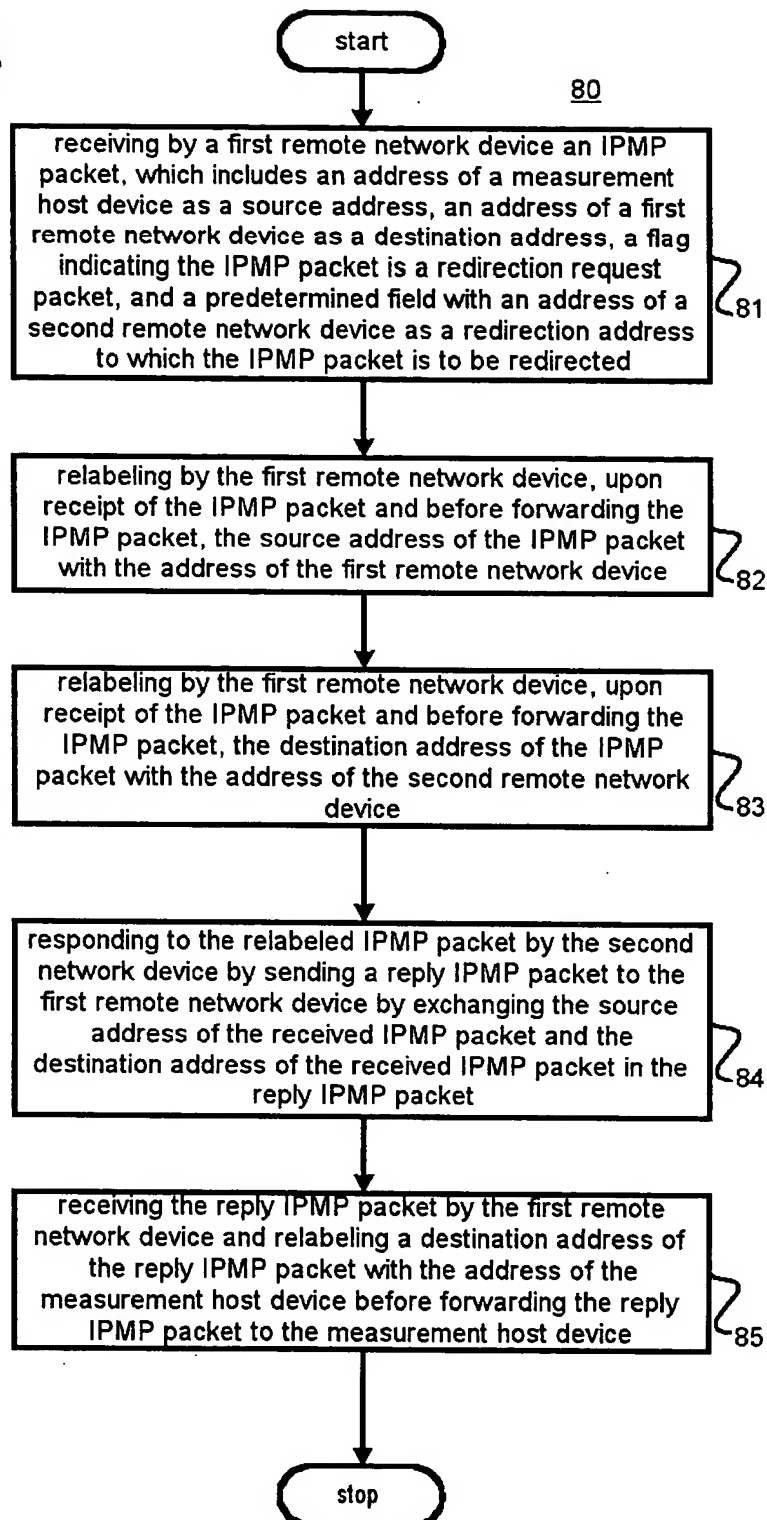 start
80
receiving by a first remote network device an IPMP
packet, which includes an address of a measurement
host device as a source address, an address of a first
remote network device as a destination address, a flag
indicating the IPMP packet is a redirection request
packet, and a predetermined field with an address of a
second remote network device as a redirection address
to which the IPMP packet is to be redirected
81
relabeling by the first remote network device, upon
receipt of the IPMP packet and before forwarding the
IPMP packet, the source address of the IPMP packet
with the address of the first remote network device
82
relabeling by the first remote network device, upon
receipt of the IPMP packet and before forwarding the
IPMP packet, the destination address of the IPMP
packet with the address of the second remote network
device
83
responding to the relabeled IPMP packet by the second
network device by sending a reply IPMP packet to the
first remote network device by exchanging the source
address of the received IPMP packet and the
destination address of the received IPMP packet in the
reply IPMP packet
84
receiving the reply IPMP packet by the first remote
network device and relabeling a destination address of
the reply IPMP packet with the address of the
measurement host device before forwarding the reply
IPMP packet to the measurement host device
85
stop